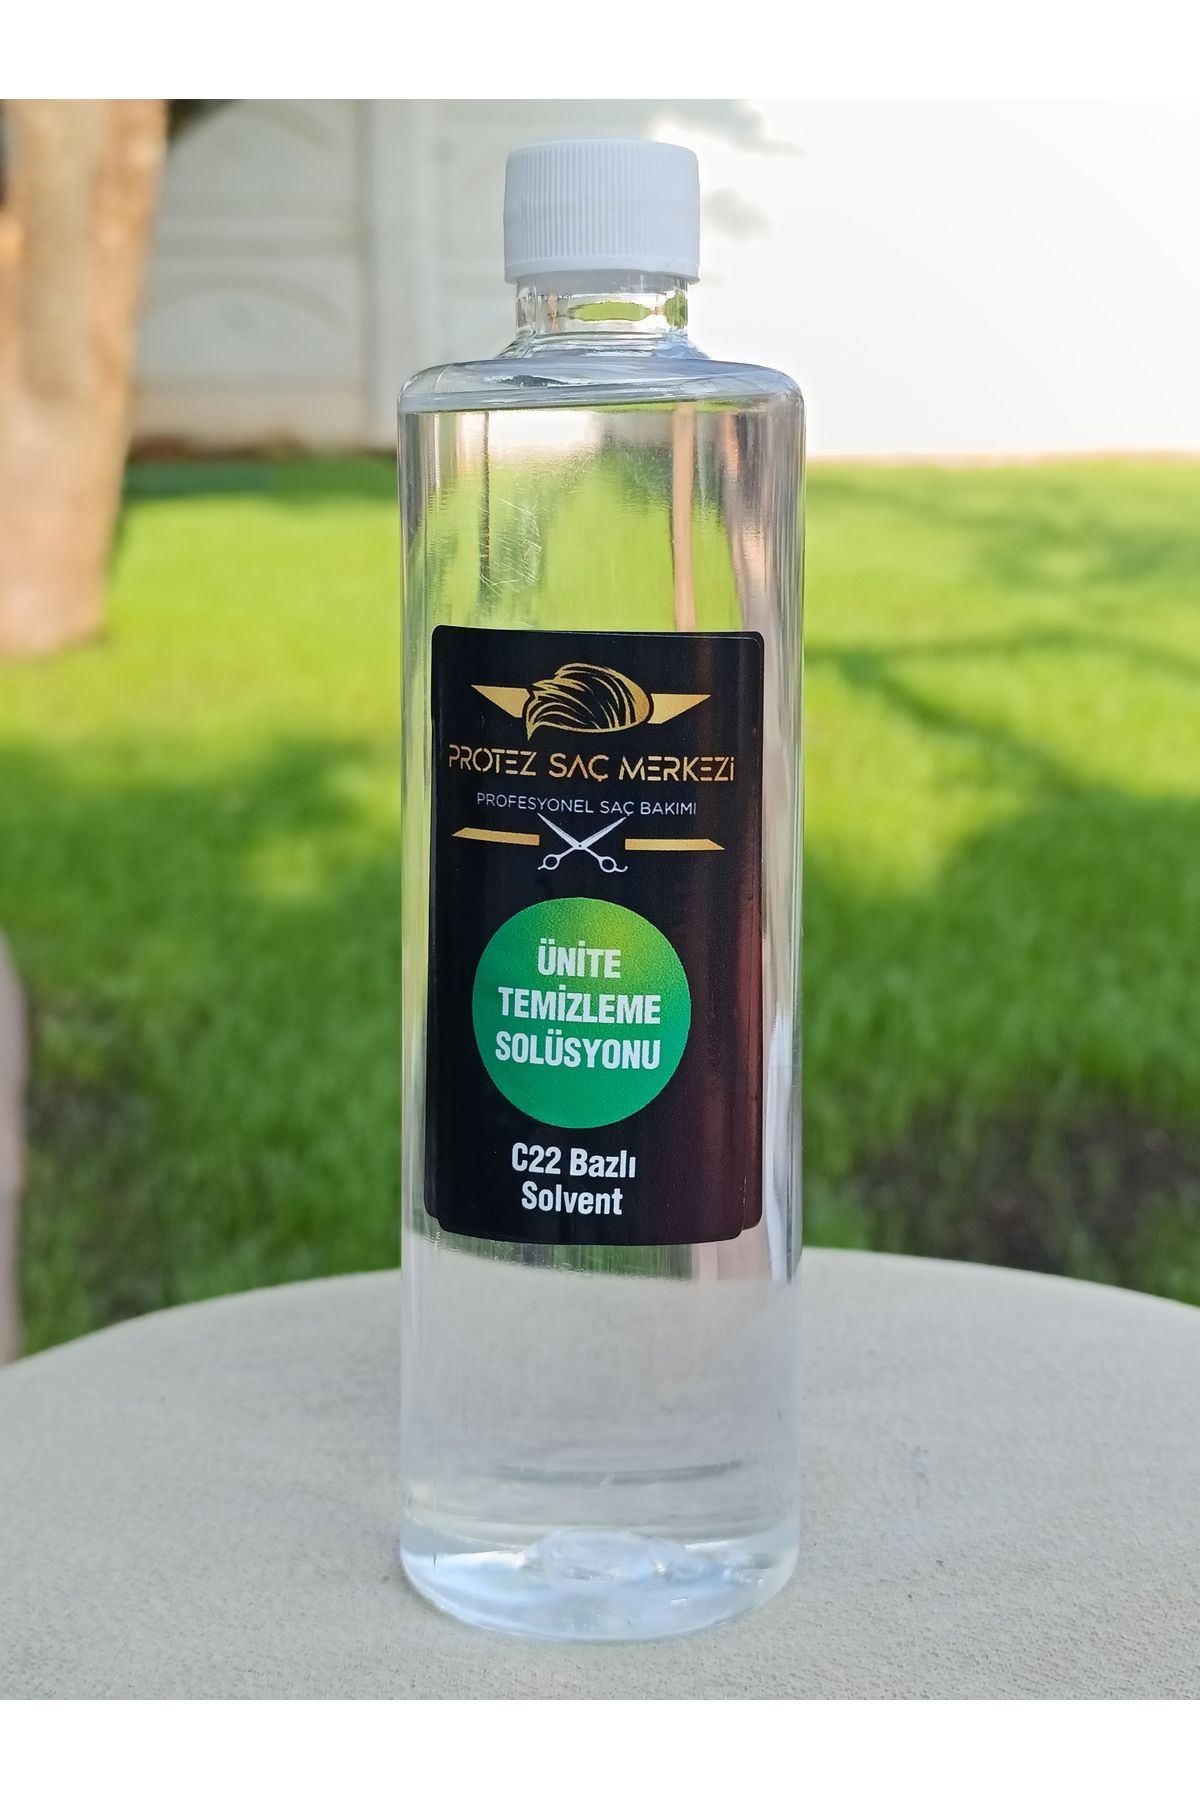 PROTEZ SAÇ MERKEZİ
PROFESYONEL SAÇ BAKIMI
ÜNİTE
TEMİZLEME
SOLÜSYONU
C22 Bazlı
Solvent